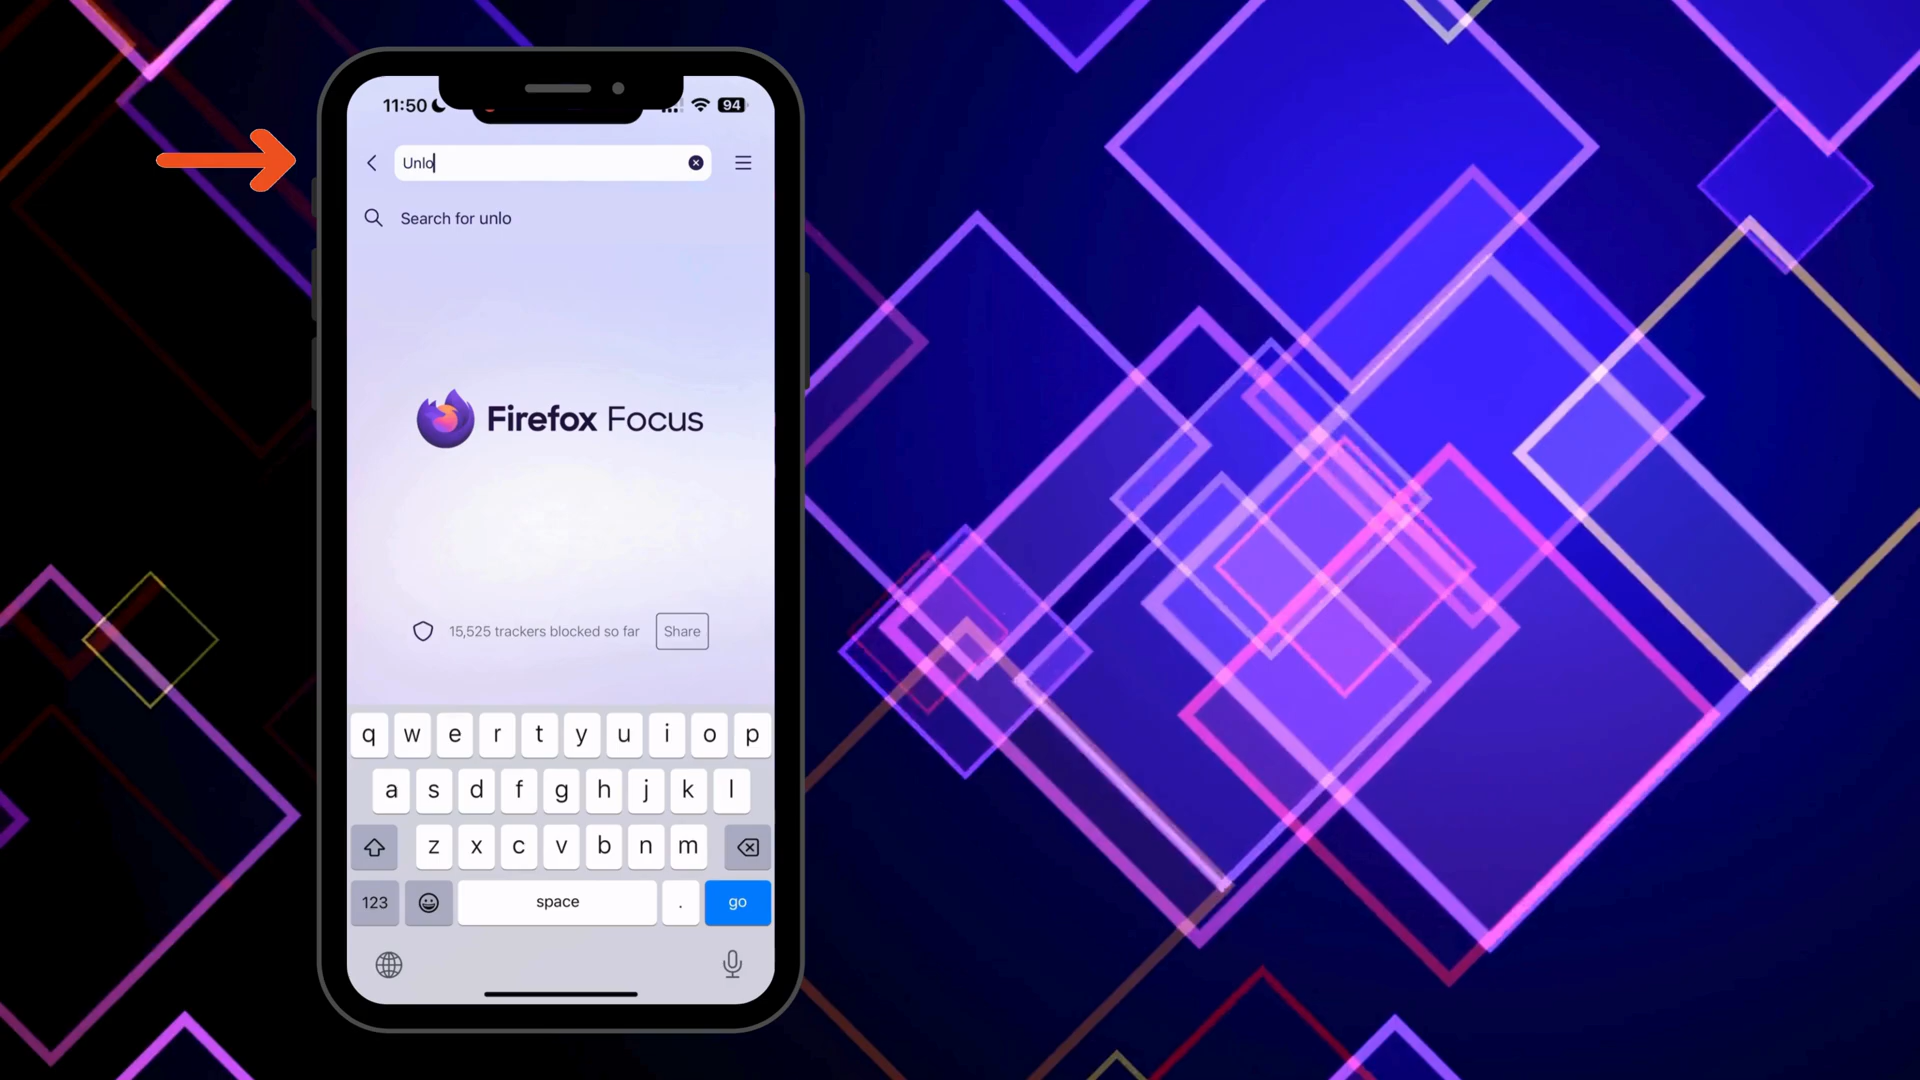 11:50
94
Unlo
Search for unlo
Firefox Focus
15,525 trackers blocked so far
Share
q w e r t y u i o p
a s d f g h j k l
z x c v b n m
123 space . go